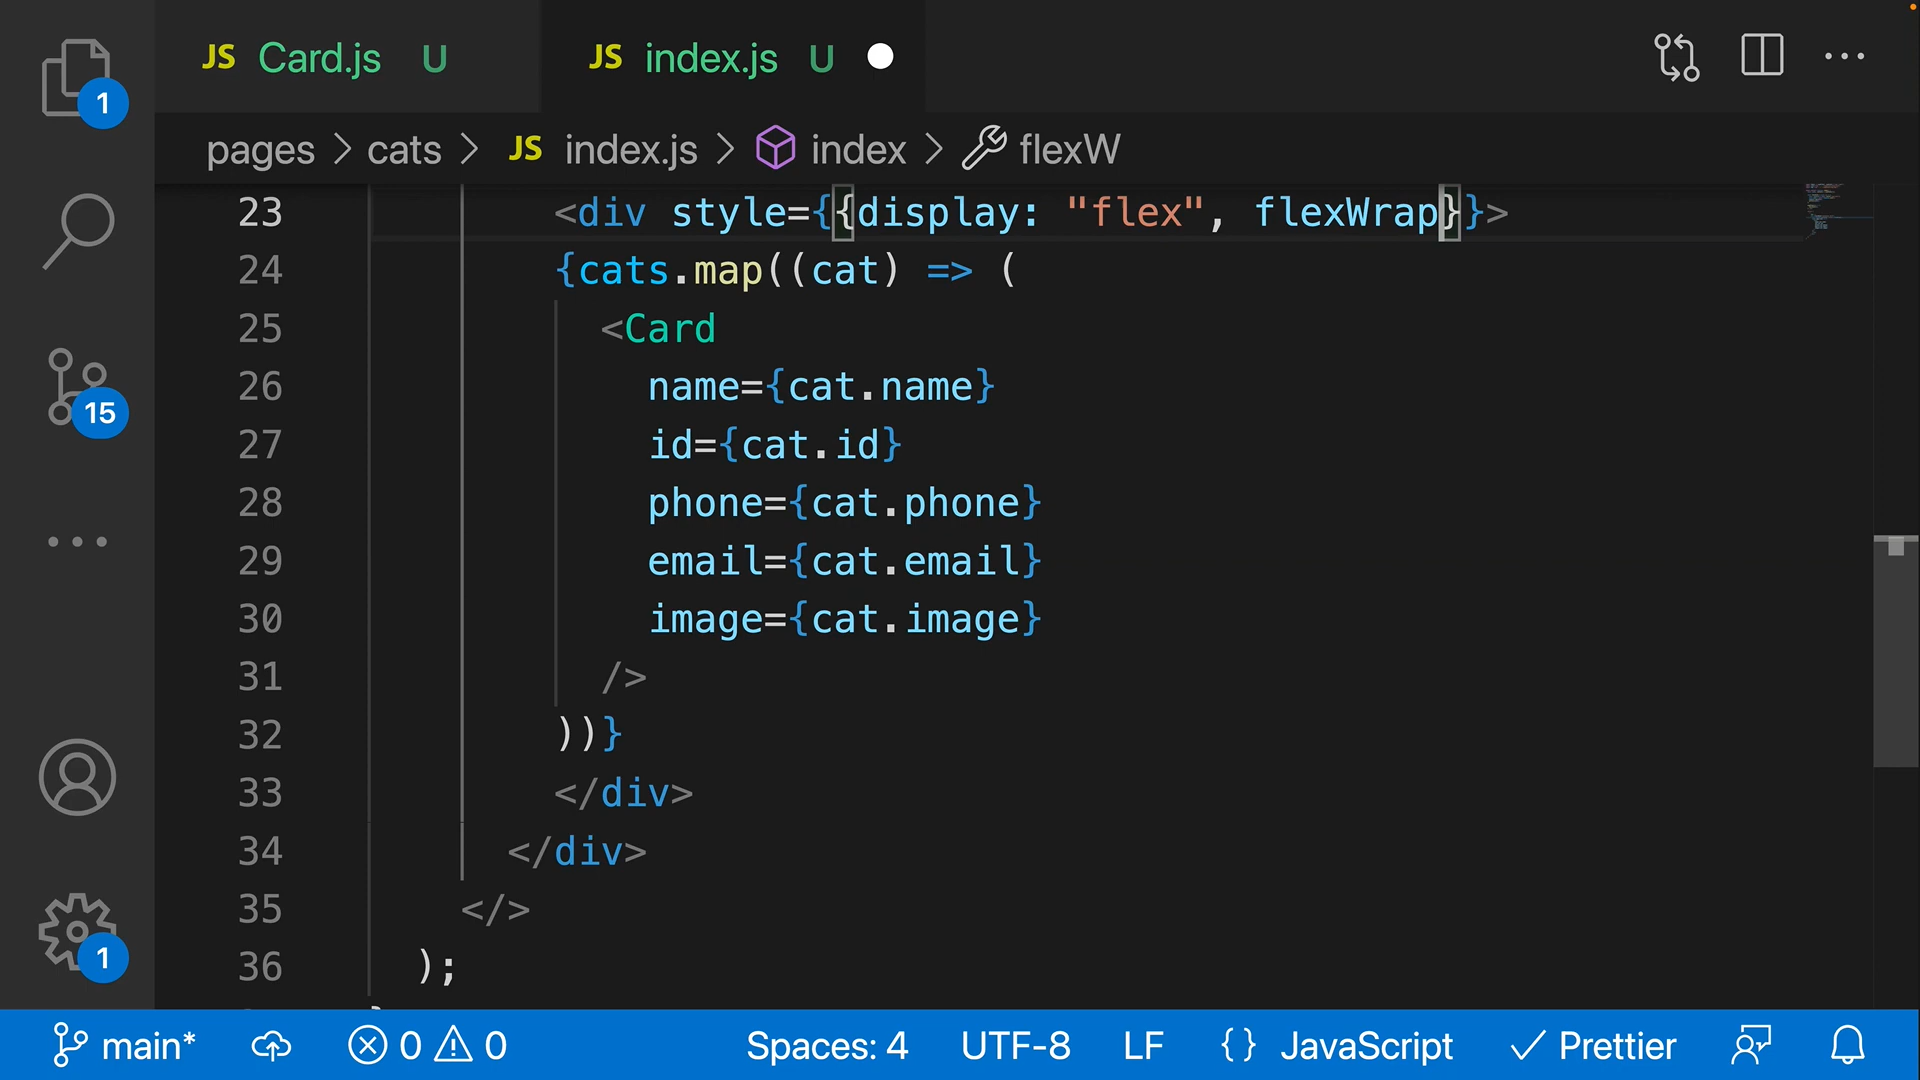 JS Card.js U JS index.js U
1
pages > cats > JS index.js > index > flexW
23 <div style={{display: "flex", flexWrap}}>
24 {cats.map((cat) => (
25 <Card
26 name={cat.name}
27 id={cat.id}
28 phone={cat.phone}
15
29 email={cat.email}
30 image={cat.image}
31 />
32 ))}
33 </div>
34 </div>
35 </>
1
36 );
main* 0 0 Spaces: 4 UTF-8 LF {} JavaScript Prettier